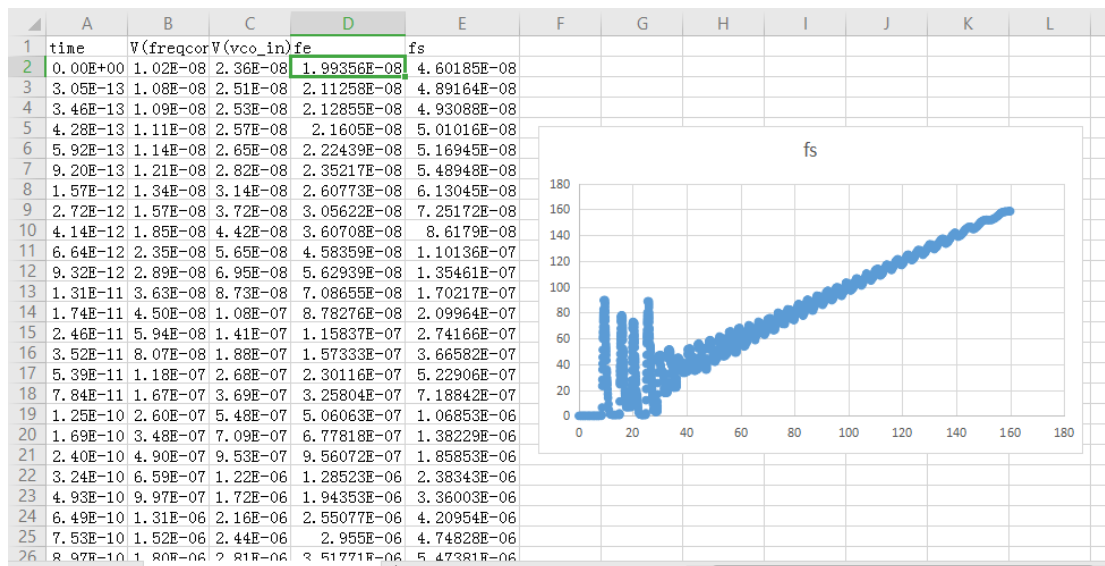 A B C D E F G H I J K L
1 time V(freqcor V(vco_in) fe fs
2 0.00E+00 1.02E-08 2.36E-08 1.99356E-08 4.60185E-08
3 3.05E-13 1.08E-08 2.51E-08 2.11258E-08 4.89164E-08
4 3.46E-13 1.09E-08 2.53E-08 2.12855E-08 4.93088E-08
5 4.28E-13 1.11E-08 2.57E-08 2.1605E-08 5.01016E-08
6 5.92E-13 1.14E-08 2.65E-08 2.22439E-08 5.16945E-08
7 9.20E-13 1.21E-08 2.82E-08 2.35217E-08 5.48948E-08
8 1.57E-12 1.34E-08 3.14E-08 2.60773E-08 6.13045E-08
9 2.72E-12 1.57E-08 3.72E-08 3.05622E-08 7.25172E-08
10 4.14E-12 1.85E-08 4.42E-08 3.60708E-08 8.6179E-08
11 6.64E-12 2.35E-08 5.65E-08 4.58359E-08 1.10136E-07
12 9.32E-12 2.89E-08 6.95E-08 5.62939E-08 1.35461E-07
13 1.31E-11 3.63E-08 8.73E-08 7.08655E-08 1.70217E-07
14 1.74E-11 4.50E-08 1.08E-07 8.78276E-08 2.09964E-07
15 2.46E-11 5.94E-08 1.41E-07 1.15837E-07 2.74166E-07
16 3.52E-11 8.07E-08 1.88E-07 1.57333E-07 3.66582E-07
17 5.39E-11 1.18E-07 2.68E-07 2.30116E-07 5.22906E-07
18 7.84E-11 1.67E-07 3.69E-07 3.25804E-07 7.18842E-07
19 1.25E-10 2.60E-07 5.48E-07 5.06063E-07 1.06853E-06
20 1.69E-10 3.48E-07 7.09E-07 6.77818E-07 1.38229E-06
21 2.40E-10 4.90E-07 9.53E-07 9.56072E-07 1.85853E-06
22 3.24E-10 6.59E-07 1.22E-06 1.28523E-06 2.38343E-06
23 4.93E-10 9.97E-07 1.72E-06 1.94353E-06 3.36003E-06
24 6.49E-10 1.31E-06 2.16E-06 2.55077E-06 4.20954E-06
25 7.53E-10 1.52E-06 2.44E-06 2.955E-06 4.74828E-06
26 8.97E-10 1.80E-06 2.81E-06 3.51771E-06 5.47381E-06
fs
180
160
140
120
100
80
60
40
20
0
0 20 40 60 80 100 120 140 160 180